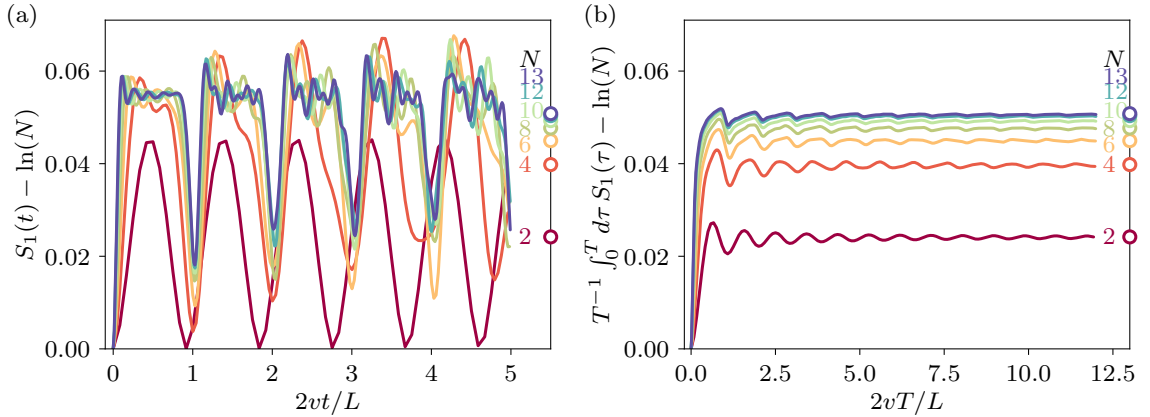 (a)
S₁(t) − ln(N)
0.06
0.04
0.02
0.00
0 1 2 3 4 5
2vt/L
N
13
12
10
8
6
4
2
(b)
T⁻¹ ∫₀ᵀ dτ S₁(τ) − ln(N)
0.06
0.04
0.02
0.00
0.0 2.5 5.0 7.5 10.0 12.5
2vT/L
N
13
12
10
8
6
4
2